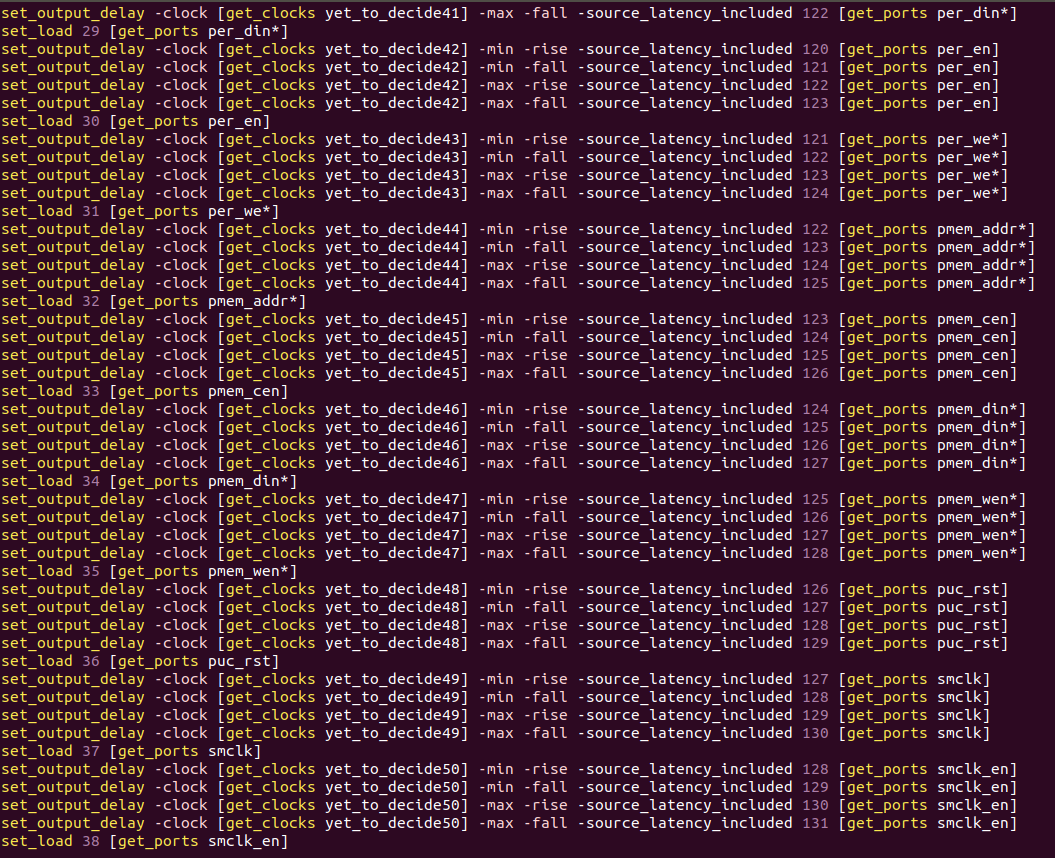 set_output_delay -clock [get_clocks yet_to_decide41] -max -fall -source_latency_included 122 [get_ports per_din*]
set_load 29 [get_ports per_din*]
set_output_delay -clock [get_clocks yet_to_decide42] -min -rise -source_latency_included 120 [get_ports per_en]
set_output_delay -clock [get_clocks yet_to_decide42] -min -fall -source_latency_included 121 [get_ports per_en]
set_output_delay -clock [get_clocks yet_to_decide42] -max -rise -source_latency_included 122 [get_ports per_en]
set_output_delay -clock [get_clocks yet_to_decide42] -max -fall -source_latency_included 123 [get_ports per_en]
set_load 30 [get_ports per_en]
set_output_delay -clock [get_clocks yet_to_decide43] -min -rise -source_latency_included 121 [get_ports per_we*]
set_output_delay -clock [get_clocks yet_to_decide43] -min -fall -source_latency_included 122 [get_ports per_we*]
set_output_delay -clock [get_clocks yet_to_decide43] -max -rise -source_latency_included 123 [get_ports per_we*]
set_output_delay -clock [get_clocks yet_to_decide43] -max -fall -source_latency_included 124 [get_ports per_we*]
set_load 31 [get_ports per_we*]
set_output_delay -clock [get_clocks yet_to_decide44] -min -rise -source_latency_included 122 [get_ports pmem_addr*]
set_output_delay -clock [get_clocks yet_to_decide44] -min -fall -source_latency_included 123 [get_ports pmem_addr*]
set_output_delay -clock [get_clocks yet_to_decide44] -max -rise -source_latency_included 124 [get_ports pmem_addr*]
set_output_delay -clock [get_clocks yet_to_decide44] -max -fall -source_latency_included 125 [get_ports pmem_addr*]
set_load 32 [get_ports pmem_addr*]
set_output_delay -clock [get_clocks yet_to_decide45] -min -rise -source_latency_included 123 [get_ports pmem_cen]
set_output_delay -clock [get_clocks yet_to_decide45] -min -fall -source_latency_included 124 [get_ports pmem_cen]
set_output_delay -clock [get_clocks yet_to_decide45] -max -rise -source_latency_included 125 [get_ports pmem_cen]
set_output_delay -clock [get_clocks yet_to_decide45] -max -fall -source_latency_included 126 [get_ports pmem_cen]
set_load 33 [get_ports pmem_cen]
set_output_delay -clock [get_clocks yet_to_decide46] -min -rise -source_latency_included 124 [get_ports pmem_din*]
set_output_delay -clock [get_clocks yet_to_decide46] -min -fall -source_latency_included 125 [get_ports pmem_din*]
set_output_delay -clock [get_clocks yet_to_decide46] -max -rise -source_latency_included 126 [get_ports pmem_din*]
set_output_delay -clock [get_clocks yet_to_decide46] -max -fall -source_latency_included 127 [get_ports pmem_din*]
set_load 34 [get_ports pmem_din*]
set_output_delay -clock [get_clocks yet_to_decide47] -min -rise -source_latency_included 125 [get_ports pmem_wen*]
set_output_delay -clock [get_clocks yet_to_decide47] -min -fall -source_latency_included 126 [get_ports pmem_wen*]
set_output_delay -clock [get_clocks yet_to_decide47] -max -rise -source_latency_included 127 [get_ports pmem_wen*]
set_output_delay -clock [get_clocks yet_to_decide47] -max -fall -source_latency_included 128 [get_ports pmem_wen*]
set_load 35 [get_ports pmem_wen*]
set_output_delay -clock [get_clocks yet_to_decide48] -min -rise -source_latency_included 126 [get_ports puc_rst]
set_output_delay -clock [get_clocks yet_to_decide48] -min -fall -source_latency_included 127 [get_ports puc_rst]
set_output_delay -clock [get_clocks yet_to_decide48] -max -rise -source_latency_included 128 [get_ports puc_rst]
set_output_delay -clock [get_clocks yet_to_decide48] -max -fall -source_latency_included 129 [get_ports puc_rst]
set_load 36 [get_ports puc_rst]
set_output_delay -clock [get_clocks yet_to_decide49] -min -rise -source_latency_included 127 [get_ports smclk]
set_output_delay -clock [get_clocks yet_to_decide49] -min -fall -source_latency_included 128 [get_ports smclk]
set_output_delay -clock [get_clocks yet_to_decide49] -max -rise -source_latency_included 129 [get_ports smclk]
set_output_delay -clock [get_clocks yet_to_decide49] -max -fall -source_latency_included 130 [get_ports smclk]
set_load 37 [get_ports smclk]
set_output_delay -clock [get_clocks yet_to_decide50] -min -rise -source_latency_included 128 [get_ports smclk_en]
set_output_delay -clock [get_clocks yet_to_decide50] -min -fall -source_latency_included 129 [get_ports smclk_en]
set_output_delay -clock [get_clocks yet_to_decide50] -max -rise -source_latency_included 130 [get_ports smclk_en]
set_output_delay -clock [get_clocks yet_to_decide50] -max -fall -source_latency_included 131 [get_ports smclk_en]
set_load 38 [get_ports smclk_en]